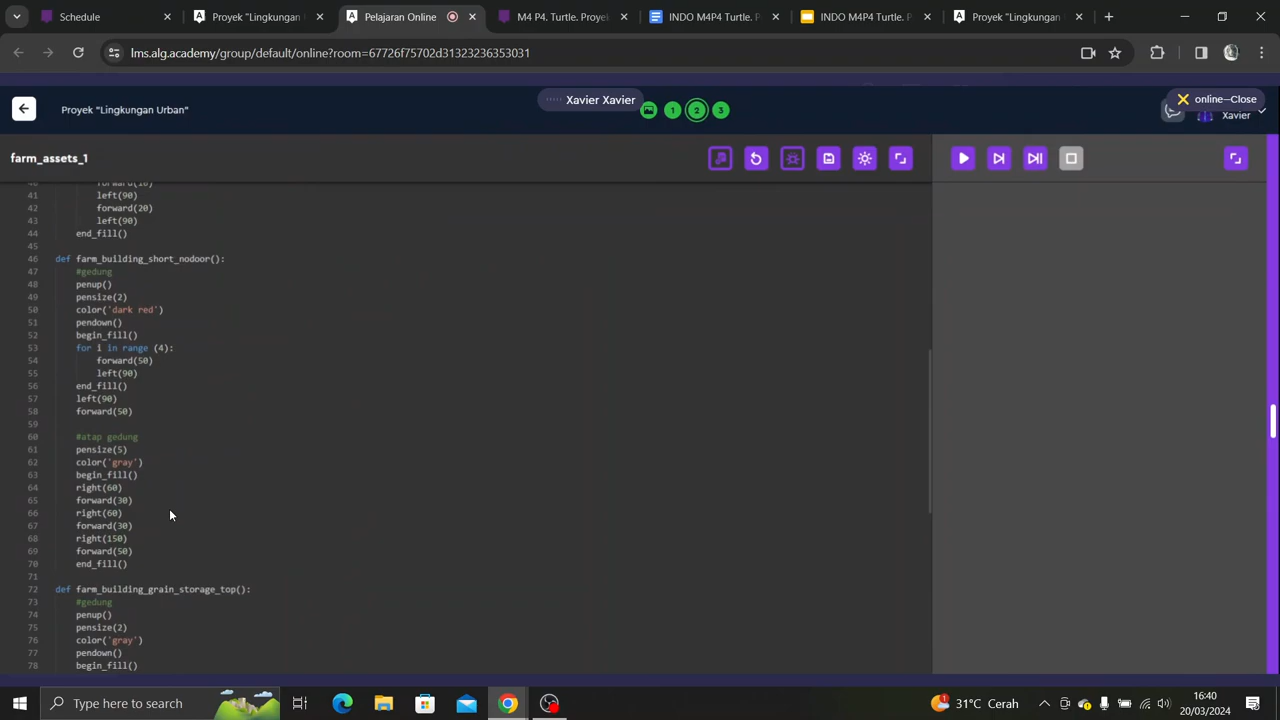 Schedule
Proyek "Lingkungan
Pelajaran Online
M4 P4. Turtle. Proye
INDO M4P4 Turtle. P
INDO M4P4 Turtle. P
Proyek "Lingkungan
lms.alg.academy/group/default/online?room=67726f75702d31323236353031
Proyek "Lingkungan Urban"
Xavier Xavier
1
2
3
online—Close
Xavier
farm_assets_1
40 forward(10)
41 left(90)
42 forward(20)
43 left(90)
44 end_fill()
45
46 def farm_building_short_nodoor():
47 #gedung
48 penup()
49 pensize(2)
50 color('dark red')
51 pendown()
52 begin_fill()
53 for i in range (4):
54 forward(50)
55 left(90)
56 end_fill()
57 left(90)
58 forward(50)
59
60 #atap gedung
61 pensize(5)
62 color('gray')
63 begin_fill()
64 right(60)
65 forward(30)
66 right(60)
67 forward(30)
68 right(150)
69 forward(50)
70 end_fill()
71
72 def farm_building_grain_storage_top():
73 #gedung
74 penup()
75 pensize(2)
76 color('gray')
77 pendown()
78 begin_fill()
Type here to search
31°C Cerah
16:40
20/03/2024